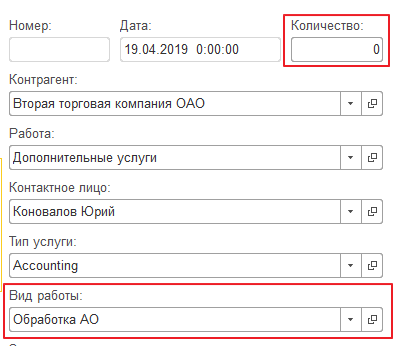 Номер: Дата: Количество:
19.04.2019 0:00:00 0
Контрагент:
Вторая торговая компания ОАО
Работа:
Дополнительные услуги
Контактное лицо:
Коновалов Юрий
Тип услуги:
Accounting
Вид работы:
Обработка АО